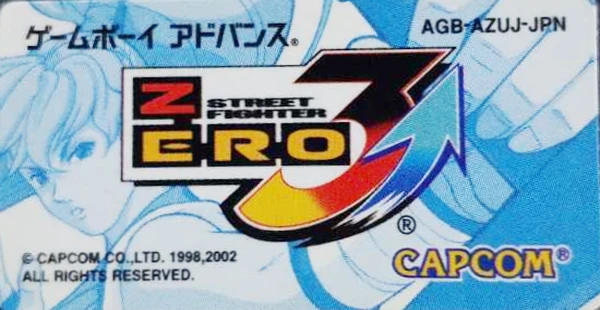 ゲームボーイ アドバンス®
AGB-AZUJ-JPN
STREET
FIGHTER
ZERO 3
®
© CAPCOM CO.,LTD. 1998,2002
ALL RIGHTS RESERVED.
CAPCOM®